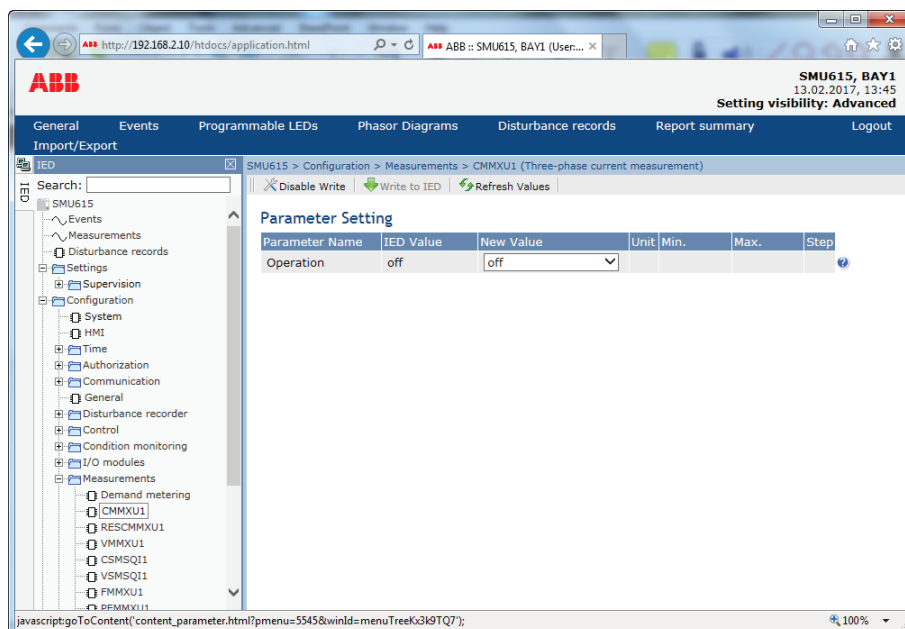 http://192.168.2.10/htdocs/application.html
ABB :: SMU615, BAY1 (User:...
ABB
SMU615, BAY1
13.02.2017, 13:45
Setting visibility: Advanced
General Events Programmable LEDs Phasor Diagrams Disturbance records Report summary Logout
Import/Export
IED
SMU615 > Configuration > Measurements > CMMXU1 (Three-phase current measurement)
IED
Search:
Disable Write Write to IED Refresh Values
SMU615
Events
Measurements
Disturbance records
Settings
Supervision
Configuration
System
HMI
Time
Authorization
Communication
General
Disturbance recorder
Control
Condition monitoring
I/O modules
Measurements
Demand metering
CMMXU1
RESCMMXU1
VMMXU1
CSMSQI1
VSMSQI1
FMMXU1
PEMMXU1
Parameter Setting
Parameter Name IED Value New Value Unit Min. Max. Step
Operation off off
javascript:goToContent('content_parameter.html?pmenu=5545&winId=menuTreeKx3k9TQ7');
100%